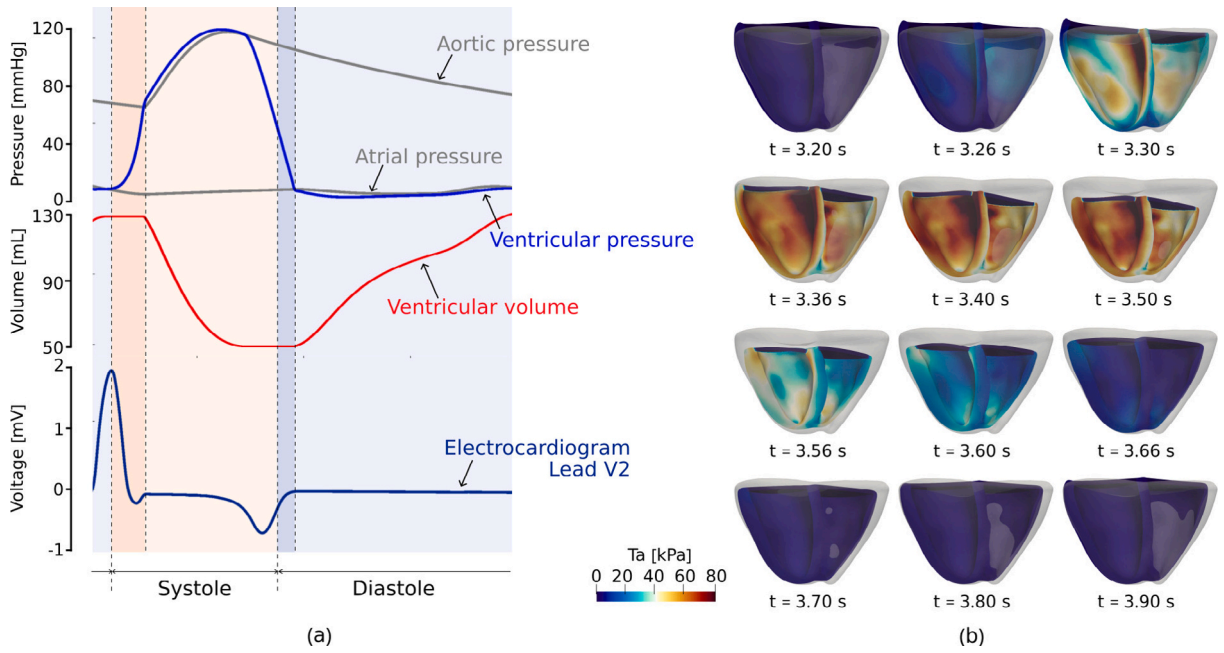 120
80
40
0
Pressure [mmHg]
Aortic pressure
Atrial pressure
Ventricular pressure
130
90
50
Volume [mL]
Ventricular volume
2
1
0
-1
Voltage [mV]
Electrocardiogram
Lead V2
Systole
Diastole
(a)
Ta [kPa]
0 20 40 60 80
t = 3.20 s
t = 3.26 s
t = 3.30 s
t = 3.36 s
t = 3.40 s
t = 3.50 s
t = 3.56 s
t = 3.60 s
t = 3.66 s
t = 3.70 s
t = 3.80 s
t = 3.90 s
(b)